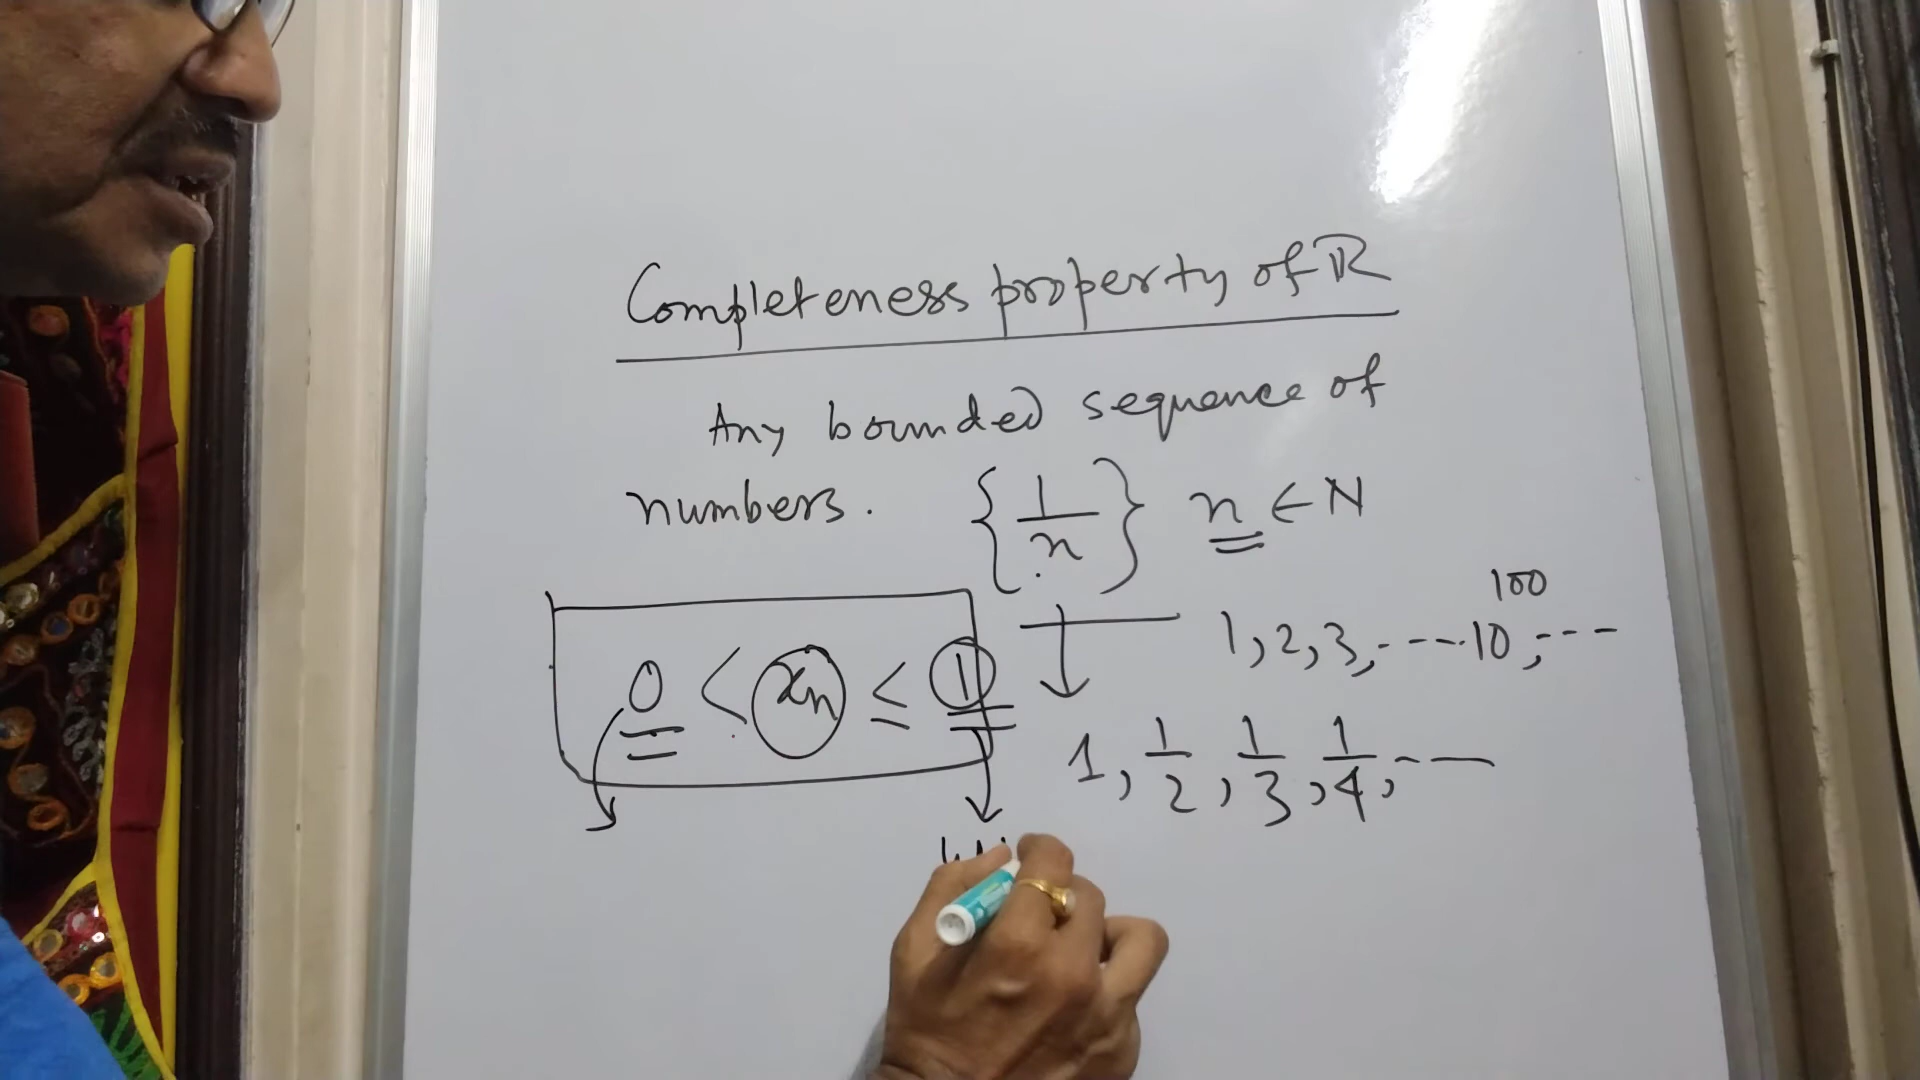 Completeness property of ℝ
Any bounded sequence of
numbers. {1/n} n ∈ N
100
1, 2, 3, ---- 10, ---
0 < xn ≤ 1
1, 1/2, 1/3, 1/4, ---